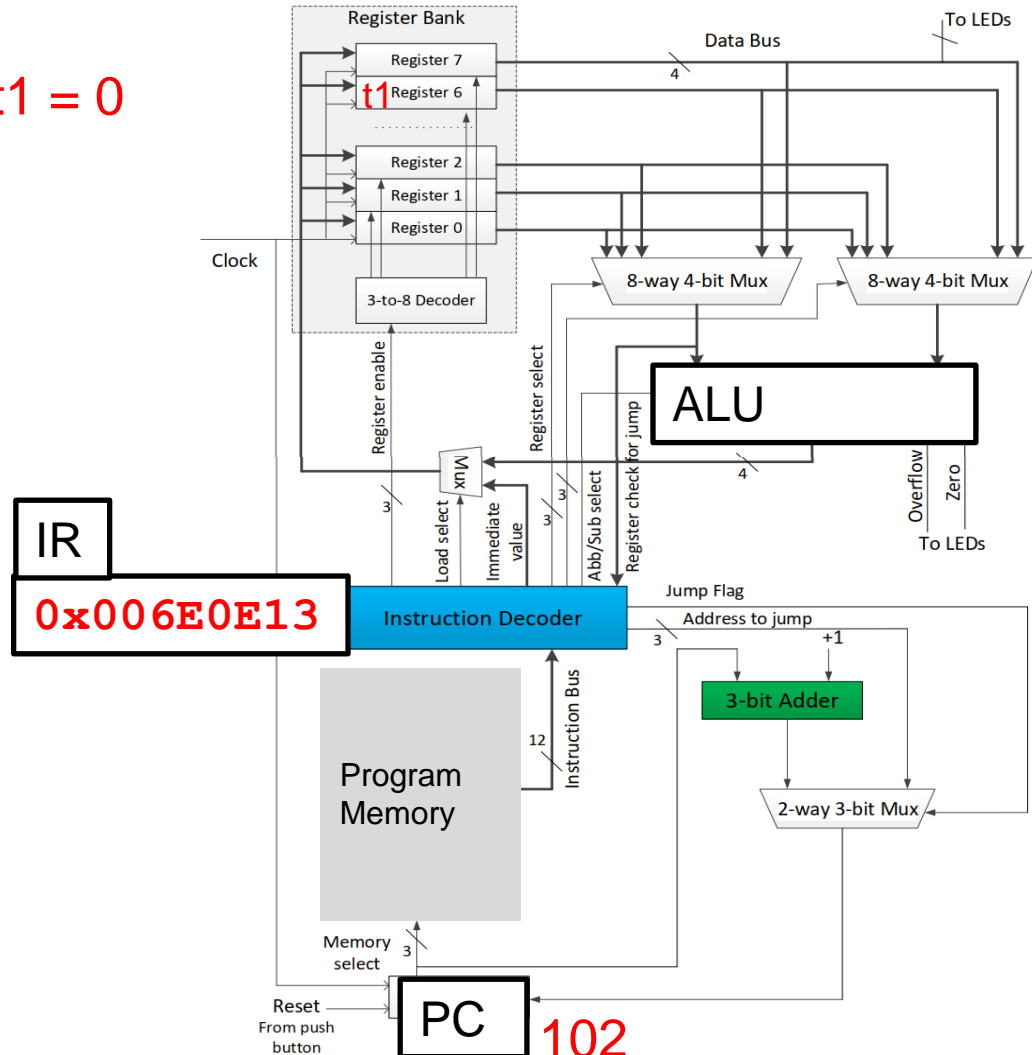 Register Bank
To LEDs
Data Bus
4
t1 = 0
Register 7
t1
Register 6
..................
Register 2
Register 1
Register 0
Clock
3-to-8 Decoder
8-way 4-bit Mux
8-way 4-bit Mux
Register enable
3
Mux
Load select
Immediate
value
Register select
3
3
Abb/Sub select
Register check for jump
ALU
4
Overflow
Zero
To LEDs
IR
0x006E0E13
Instruction Decoder
Jump Flag
Address to jump
3
+1
3-bit Adder
Program
Memory
12
Instruction Bus
2-way 3-bit Mux
Memory
select
3
Reset
From push
button
PC
102